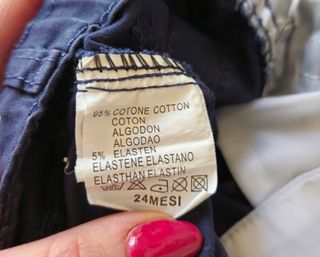 95% COTONE COTTON
COTON
ALGODON
ALGODAO
5% ELASTEN
ELASTENE ELASTANO
ELASTHAN ELASTIN
24MESI